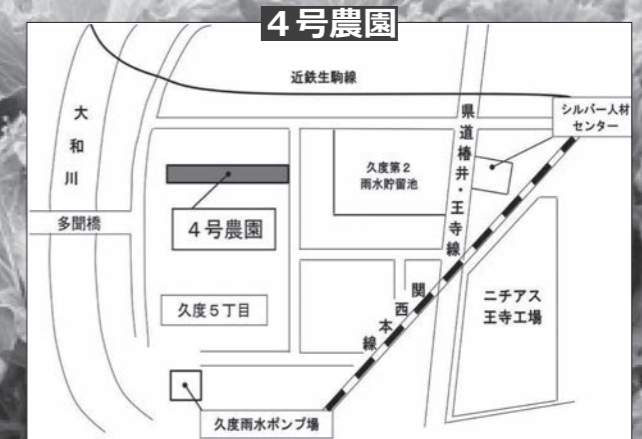 4号農園
近鉄生駒線
大和川
県道椿井・王寺線
シルバー人材
センター
久度第2
雨水貯留池
多聞橋
4号農園
久度5丁目
関西本線
ニチアス
王寺工場
久度雨水ポンプ場